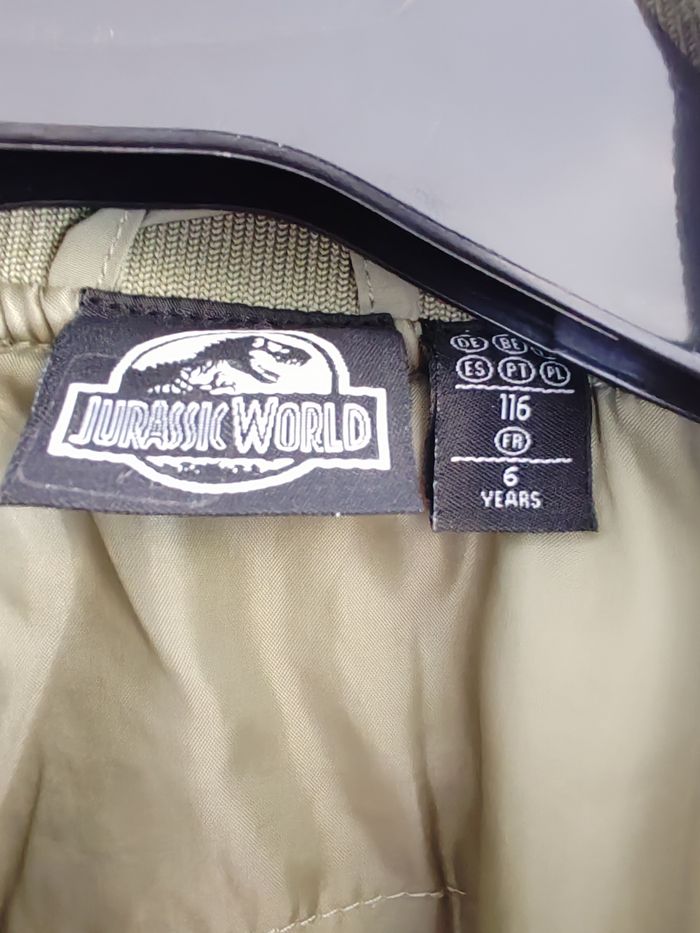 JURASSIC WORLD
DE BE
ES PT PL
116
FR
6
YEARS